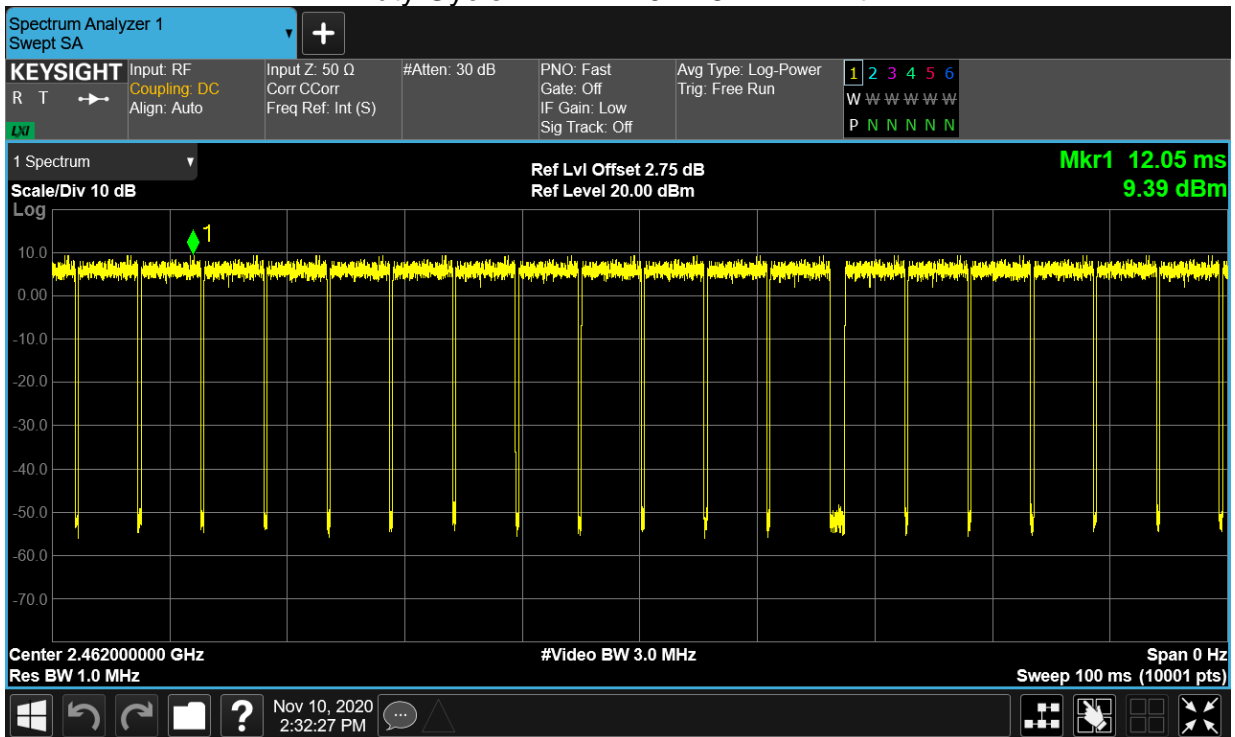 Spectrum Analyzer 1
Swept SA
KEYSIGHT
R T
LXI
Input: RF
Coupling: DC
Align: Auto
Input Z: 50 Ω
Corr CCorr
Freq Ref: Int (S)
#Atten: 30 dB
PNO: Fast
Gate: Off
IF Gain: Low
Sig Track: Off
Avg Type: Log-Power
Trig: Free Run
1 2 3 4 5 6
W W W W W W
P N N N N N
1 Spectrum
Scale/Div 10 dB
Log
Ref Lvl Offset 2.75 dB
Ref Level 20.00 dBm
Mkr1 12.05 ms
9.39 dBm
1
10.0
0.00
-10.0
-20.0
-30.0
-40.0
-50.0
-60.0
-70.0
Center 2.462000000 GHz
Res BW 1.0 MHz
#Video BW 3.0 MHz
Span 0 Hz
Sweep 100 ms (10001 pts)
?
Nov 10, 2020
2:32:27 PM